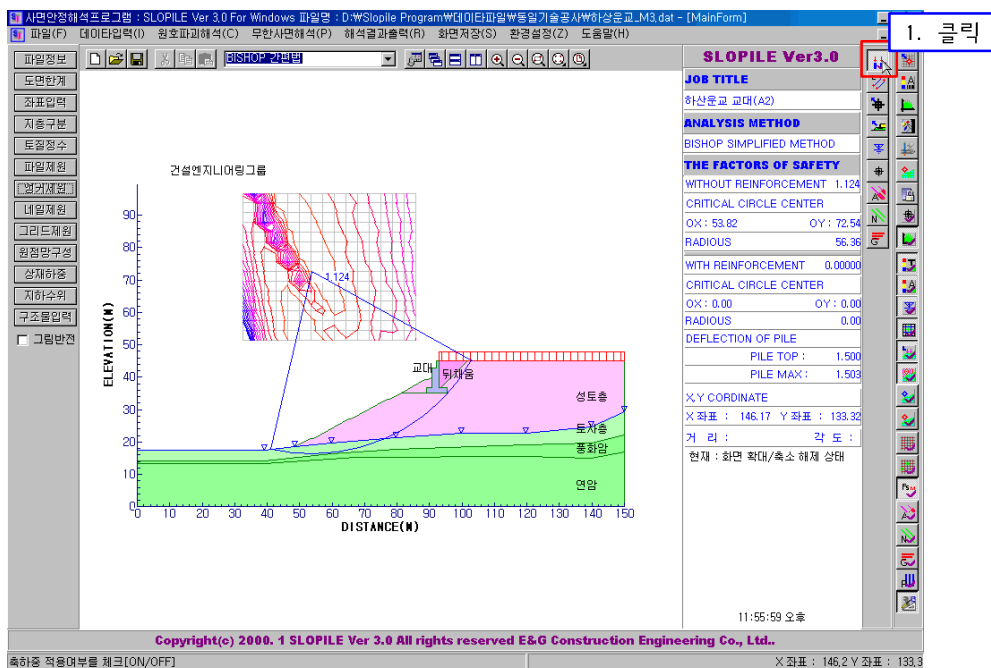 사면안정해석프로그램 : SLOPILE Ver 3,0 For Windows 파일명 : D:₩Slopile Program₩데이타파일₩동일기술공사₩하산운교_M3,dat - [MainForm]
1. 클릭
파일(F) 데이타입력(I) 원호파괴해석(C) 무한사면해석(P) 해석결과출력(R) 화면저장(S) 환경설정(Z) 도움말(H)
파일정보
도면한계
좌표입력
지층구분
토질정수
파일제원
앵커제원
네일제원
그리드제원
원점망구성
상재하중
지하수위
구조물입력
그림반전
BISHOP 간편법
건설엔지니어링그룹
ELEVATION(M)
90
80
70
60
50
40
30
20
10
0
1,124
교대
뒤채움
성토층
토사층
풍화암
연암
0 10 20 30 40 50 60 70 80 90 100 110 120 130 140 150
DISTANCE(M)
SLOPILE Ver3.0
JOB TITLE
하산운교 교대(A2)
ANALYSIS METHOD
BISHOP SIMPLIFIED METHOD
THE FACTORS OF SAFETY
WITHOUT REINFORCEMENT 1.124
CRITICAL CIRCLE CENTER
OX : 53.82 OY : 72.54
RADIOUS 56.36
WITH REINFORCEMENT 0.00000
CRITICAL CIRCLE CENTER
OX : 0.00 OY : 0.00
RADIOUS 0.00
DEFLECTION OF PILE
PILE TOP : 1.500
PILE MAX : 1.503
X,Y CORDINATE
X 좌표 : 146.17 Y 좌표 : 133.32
거 리 : 각 도 :
현재 : 화면 확대/축소 해제 상태
11:55:59 오후
Copyright(c) 2000. 1 SLOPILE Ver 3.0 All rights reserved E&G Construction Engineering Co., Ltd..
축하중 적용여부를 체크[ON/OFF]
X 좌표 : 146,2 Y 좌표 : 133,3